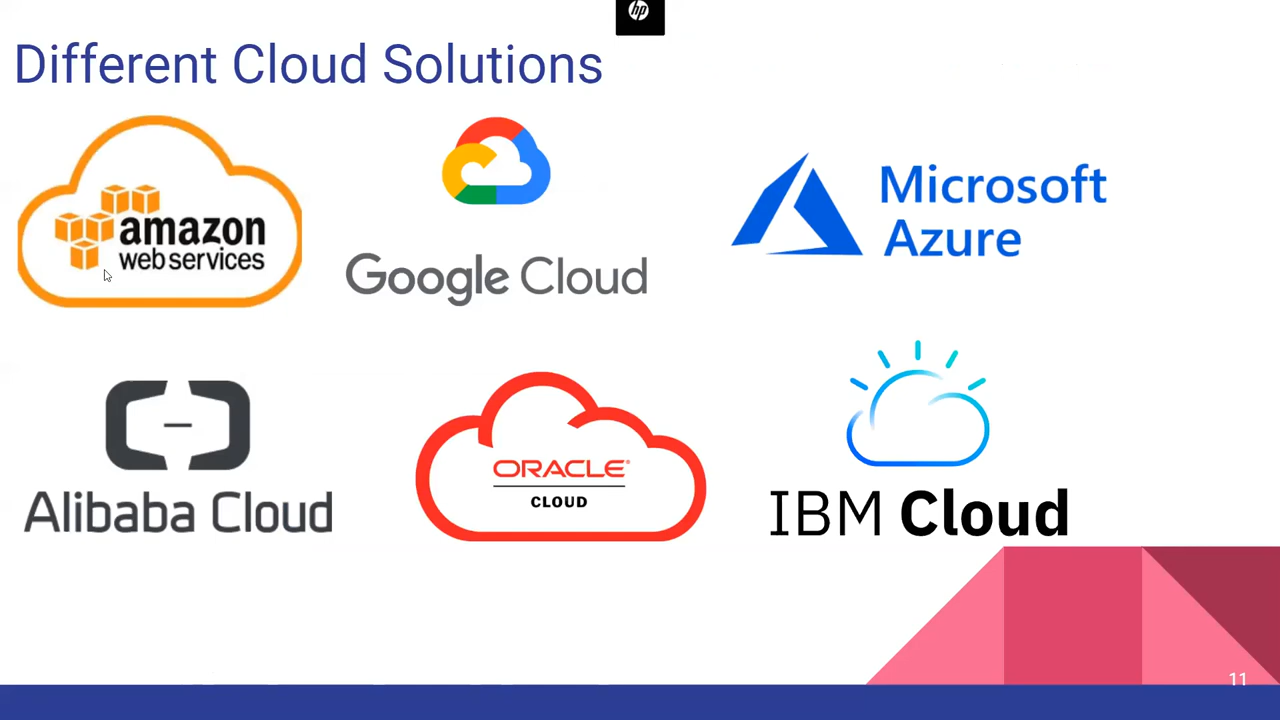 hp
Different Cloud Solutions
amazon
web services
Google Cloud
Microsoft
Azure
Alibaba Cloud
ORACLE®
CLOUD
IBM Cloud
11